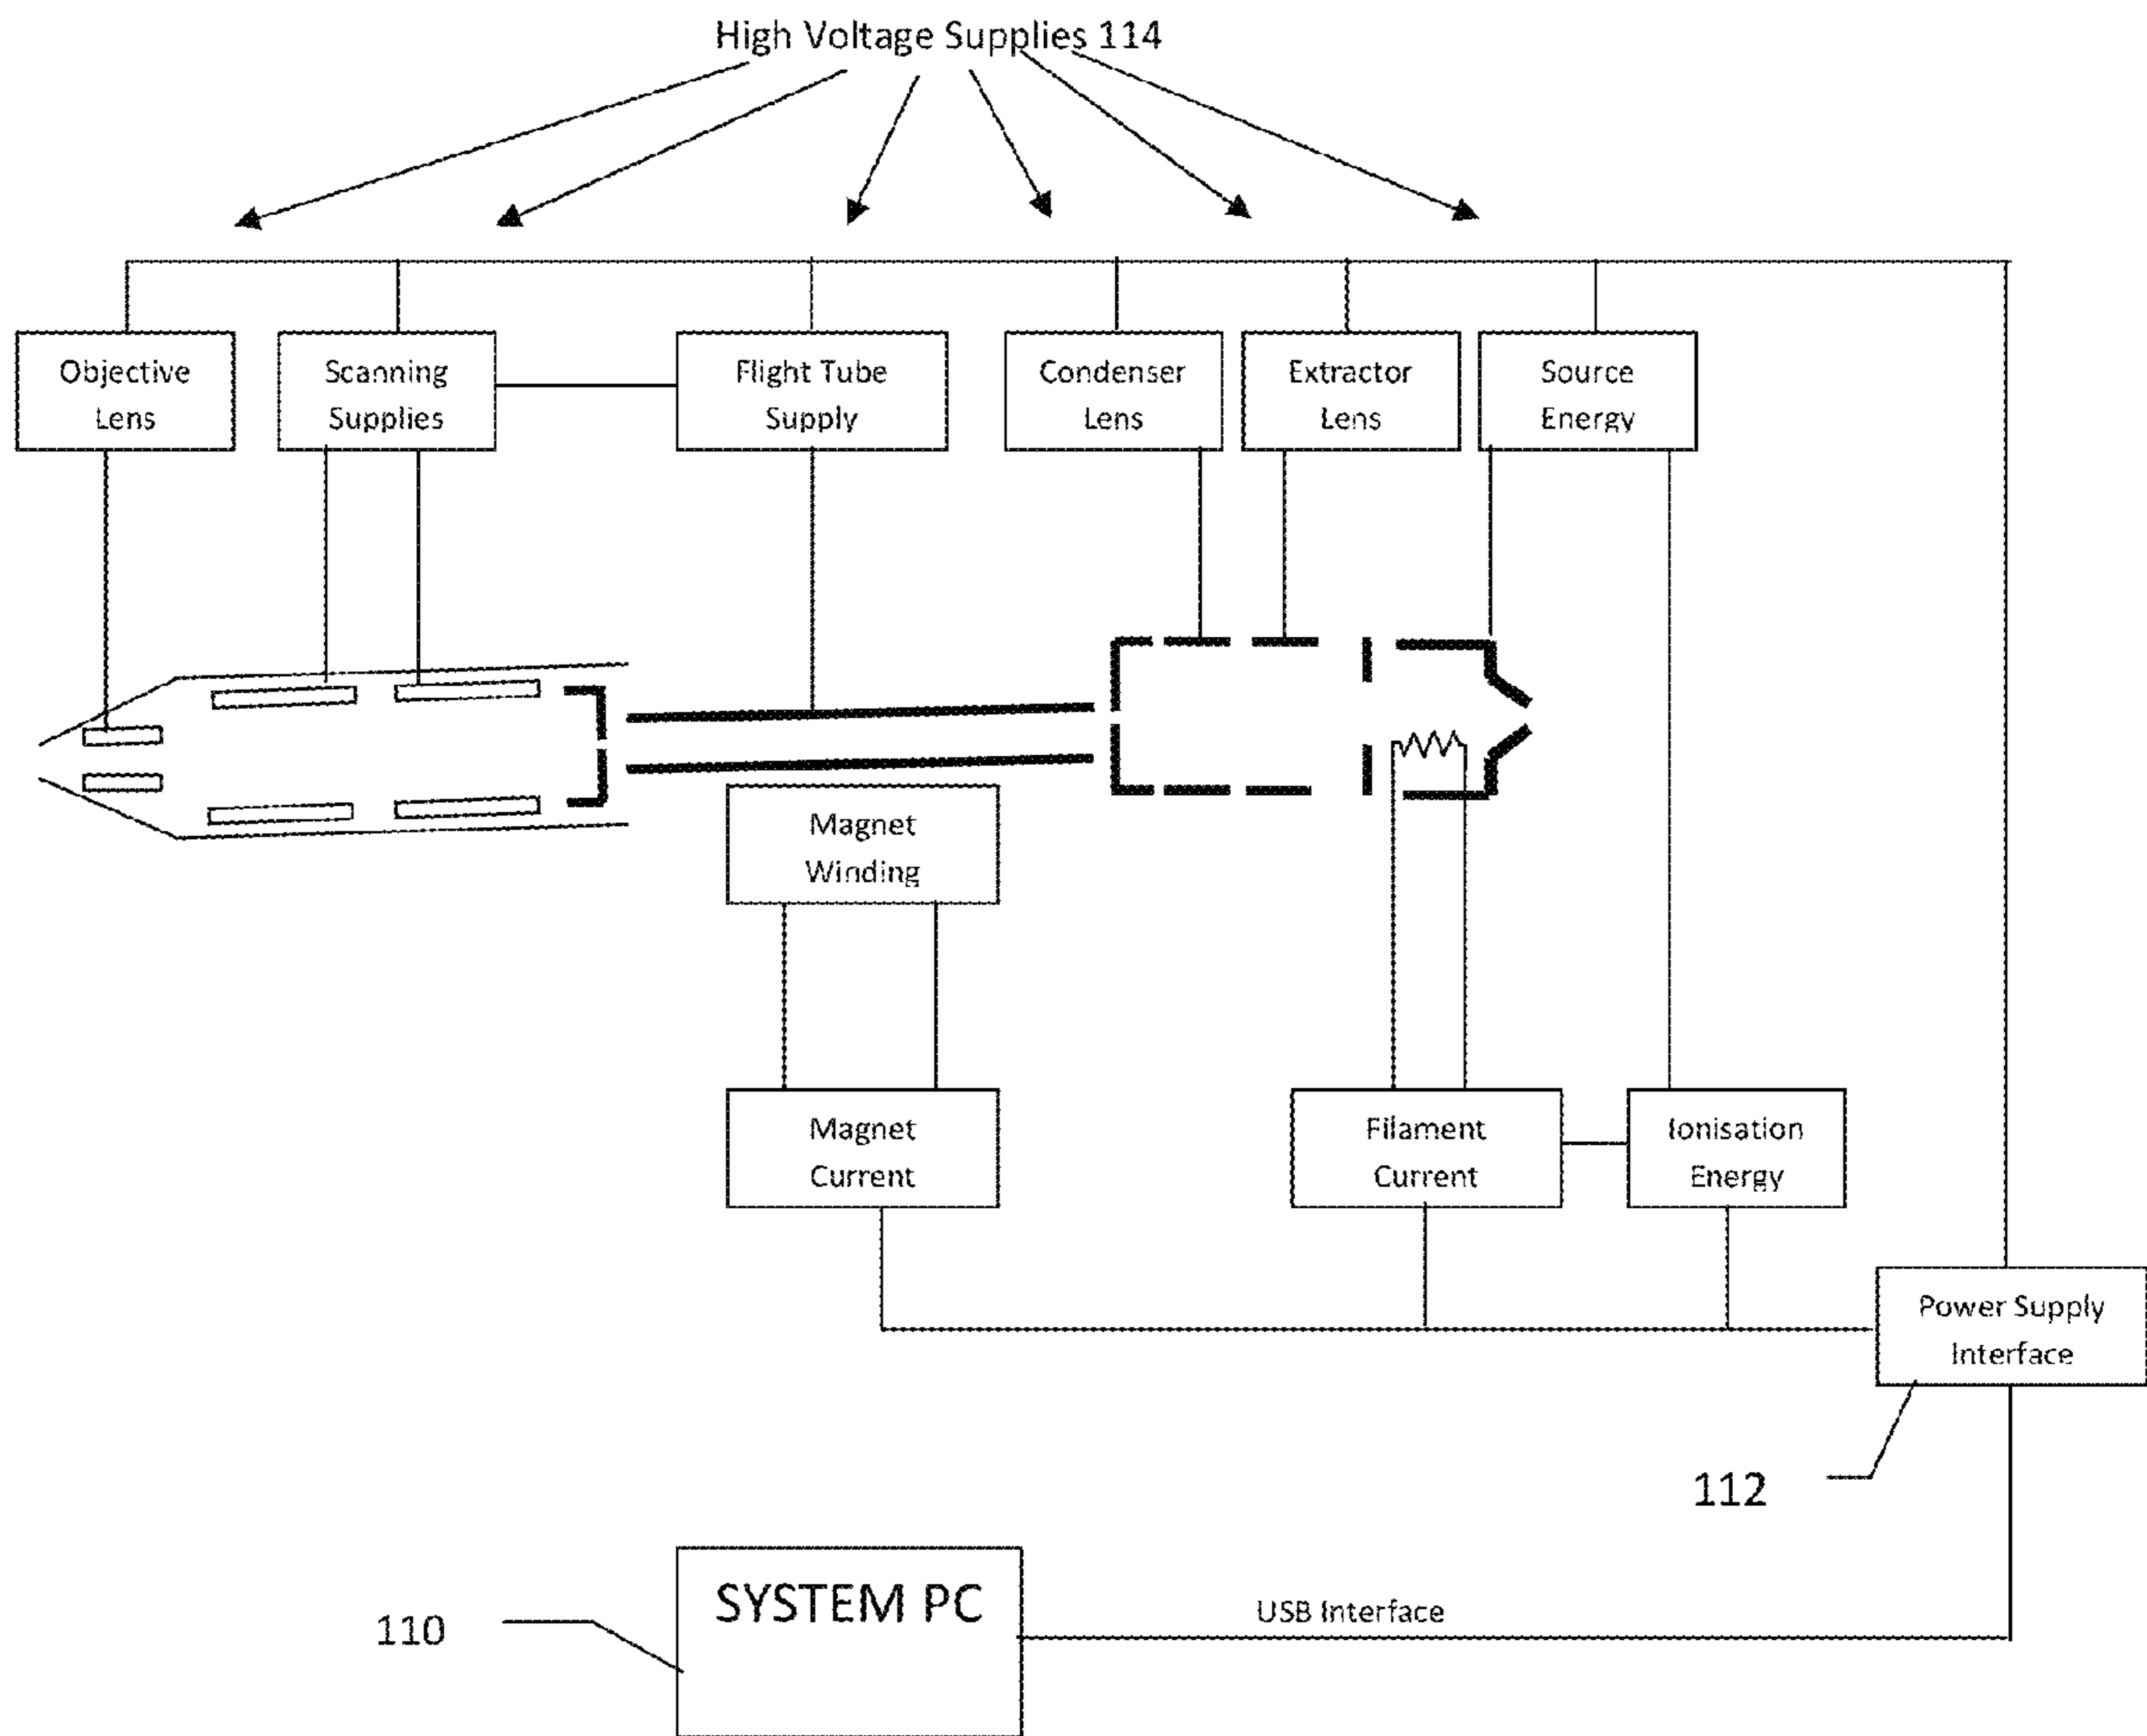 High Voltage Supplies 114
Objective
Lens
Scanning
Supplies
Flight Tube
Supply
Condenser
Lens
Extractor
Lens
Source
Energy
Magnet
Winding
Magnet
Current
Filament
Current
Ionisation
Energy
Power Supply
Interface
112
SYSTEM PC
110
USB Interface